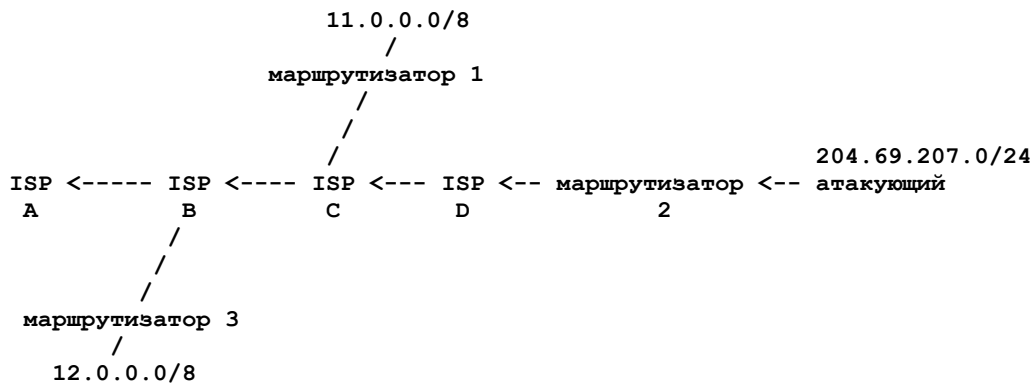 11.0.0.0/8
/
маршрутизатор 1
/
/
/
204.69.207.0/24
ISP <----- ISP <---- ISP <--- ISP <-- маршрутизатор <-- атакующий
A B C D 2
/
/
/
маршрутизатор 3
/
12.0.0.0/8